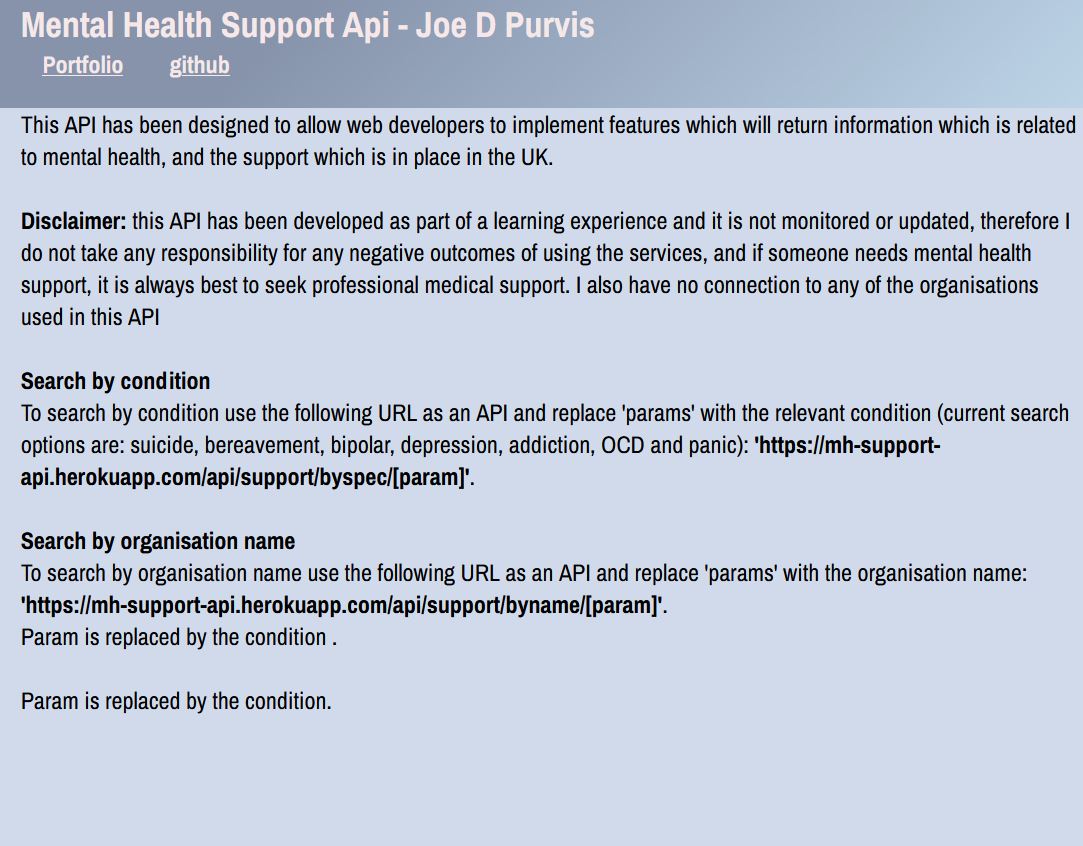 Mental Health Support Api - Joe D Purvis
Portfolio github
This API has been designed to allow web developers to implement features which will return information which is related
to mental health, and the support which is in place in the UK.
Disclaimer: this API has been developed as part of a learning experience and it is not monitored or updated, therefore I
do not take any responsibility for any negative outcomes of using the services, and if someone needs mental health
support, it is always best to seek professional medical support. I also have no connection to any of the organisations
used in this API
Search by condition
To search by condition use the following URL as an API and replace 'params' with the relevant condition (current search
options are: suicide, bereavement, bipolar, depression, addiction, OCD and panic): 'https://mh-support-
api.herokuapp.com/api/support/byspec/[param]'.
Search by organisation name
To search by organisation name use the following URL as an API and replace 'params' with the organisation name:
'https://mh-support-api.herokuapp.com/api/support/byname/[param]'.
Param is replaced by the condition .
Param is replaced by the condition.